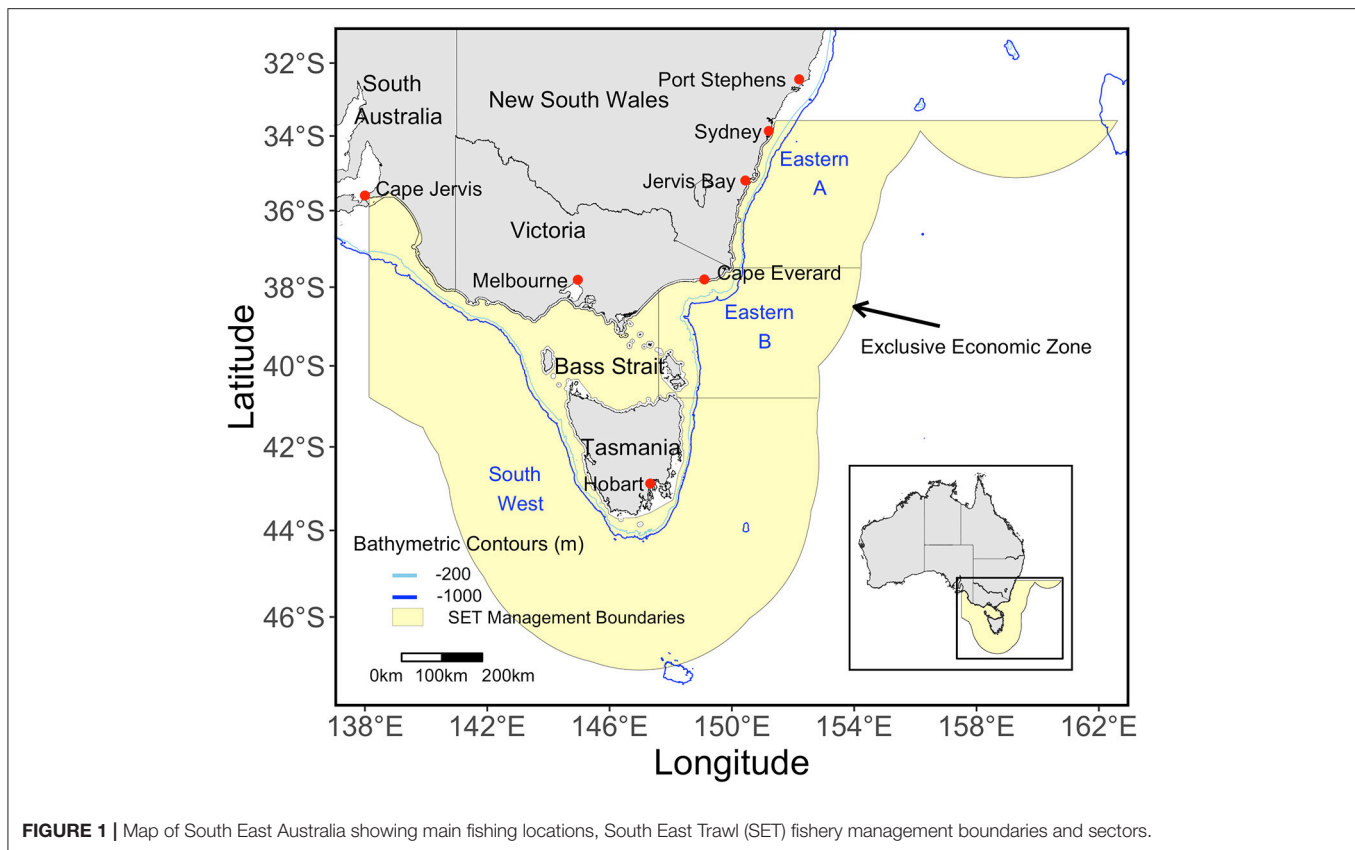 32°S
34°S
36°S
38°S
40°S
42°S
44°S
46°S
Latitude
South
Australia
New South Wales
Port Stephens
Sydney
Eastern
A
Jervis Bay
Cape Jervis
Victoria
Melbourne
Cape Everard
Eastern
B
Exclusive Economic Zone
Bass Strait
Tasmania
Hobart
South
West
Bathymetric Contours (m)
-200
-1000
SET Management Boundaries
0km 100km 200km
138°E 142°E 146°E 150°E 154°E 158°E 162°E
Longitude
FIGURE 1 | Map of South East Australia showing main fishing locations, South East Trawl (SET) fishery management boundaries and sectors.